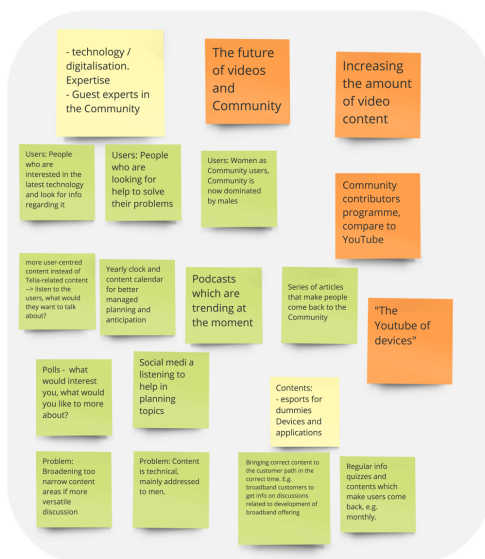 - technology /
digitalisation.
Expertise
- Guest experts in
the Community
The future
of videos
and
Community
Increasing
the amount
of video
content
Users: People
who are
interested in the
latest technology
and look for info
regarding it
Users: People
who are
looking for
help to solve
their problems
Users: Women as
Community users,
Community is
now dominated
by males
Community
contributors
programme,
compare to
YouTube
more user-centred
content instead of
Telia-related content
--> listen to the
users, what would
they want to talk
about?
Yearly clock and
content calendar
for better
managed
planning and
anticipation
Podcasts
which are
trending at
the moment
Series of articles
that make people
come back to the
Community
"The
Youtube of
devices"
Polls - what
would interest
you, what would
you like to more
about?
Social medi a
listening to
help in
planning
topics
Contents:
- esports for
dummies
Devices and
applications
Problem:
Broadening too
narrow content
areas if more
versatile
discussion
Problem: Content
is technical,
mainly addressed
to men.
Bringing correct content to
the customer path in the
correct time. E.g.
broadband customers to
get info on discussions
related to development of
broadband offering
Regular info
quizzes and
contents which
make users come
back, e.g.
monthly.